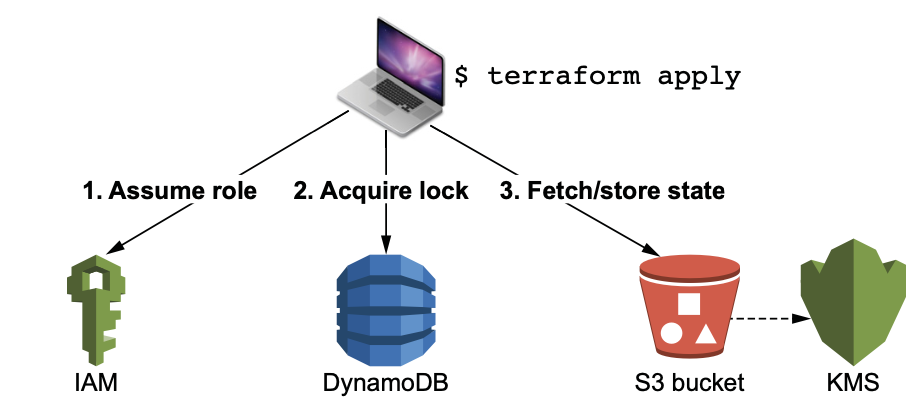 $ terraform apply
1. Assume role
2. Acquire lock
3. Fetch/store state
IAM
DynamoDB
S3 bucket
KMS